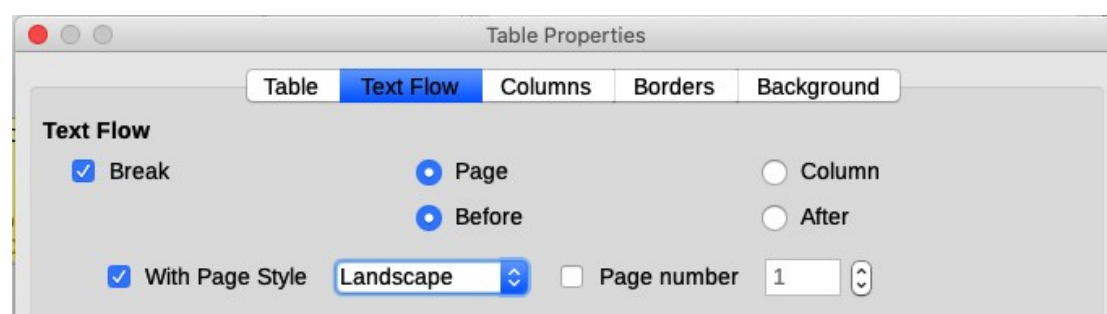 Table Properties
Table Text Flow Columns Borders Background
Text Flow
Break Page Column
Before After
With Page Style Landscape Page number 1